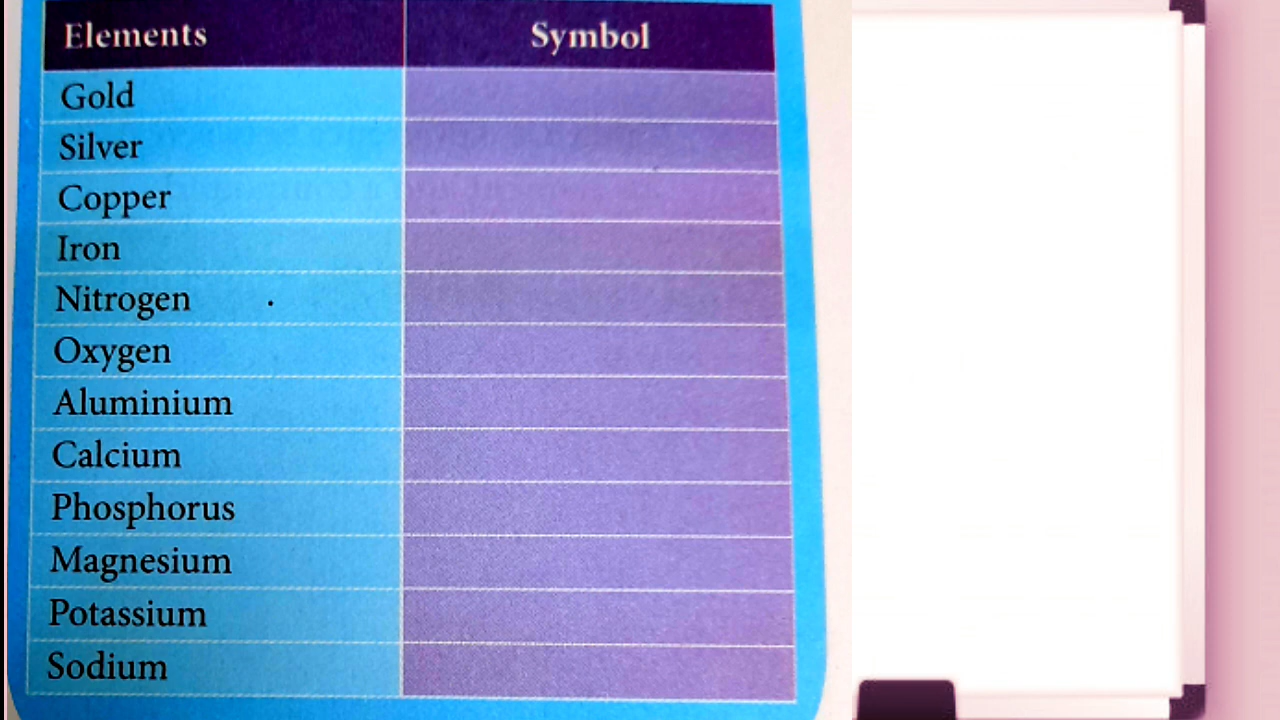 Elements Symbol
Gold
Silver
Copper
Iron
Nitrogen
Oxygen
Aluminium
Calcium
Phosphorus
Magnesium
Potassium
Sodium